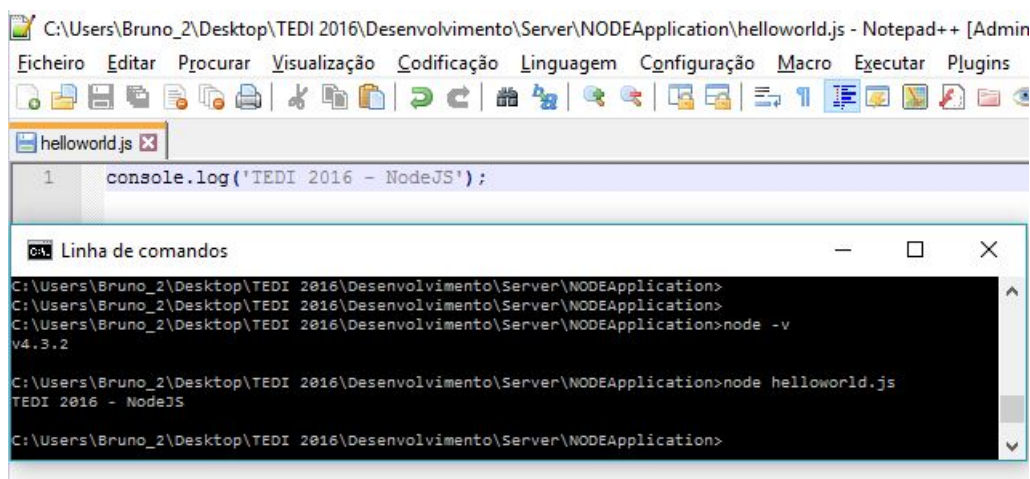 C:\Users\Bruno_2\Desktop\TEDI 2016\Desenvolvimento\Server\NODEApplication\helloworld.js - Notepad++ [Admin
Ficheiro Editar Procurar Visualização Codificação Linguagem Configuração Macro Executar Plugins
helloworld.js
1 console.log('TEDI 2016 - NodeJS');
Linha de comandos
C:\Users\Bruno_2\Desktop\TEDI 2016\Desenvolvimento\Server\NODEApplication>
C:\Users\Bruno_2\Desktop\TEDI 2016\Desenvolvimento\Server\NODEApplication>
C:\Users\Bruno_2\Desktop\TEDI 2016\Desenvolvimento\Server\NODEApplication>node -v
v4.3.2
C:\Users\Bruno_2\Desktop\TEDI 2016\Desenvolvimento\Server\NODEApplication>node helloworld.js
TEDI 2016 - NodeJS
C:\Users\Bruno_2\Desktop\TEDI 2016\Desenvolvimento\Server\NODEApplication>